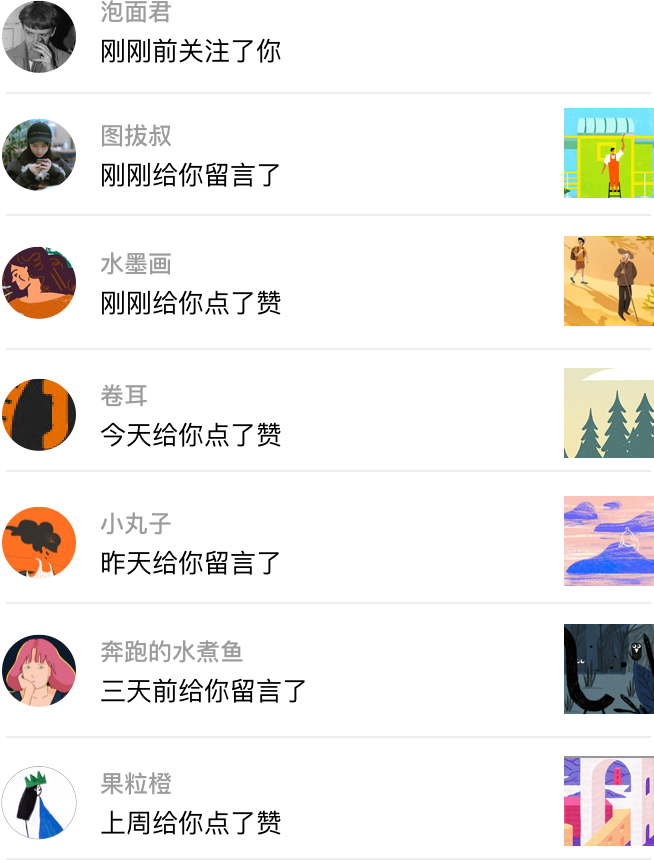 泡面君
刚刚前关注了你
图拔叔
刚刚给你留言了
水墨画
刚刚给你点了赞
卷耳
今天给你点了赞
小丸子
昨天给你留言了
奔跑的水煮鱼
三天前给你留言了
果粒橙
上周给你点了赞